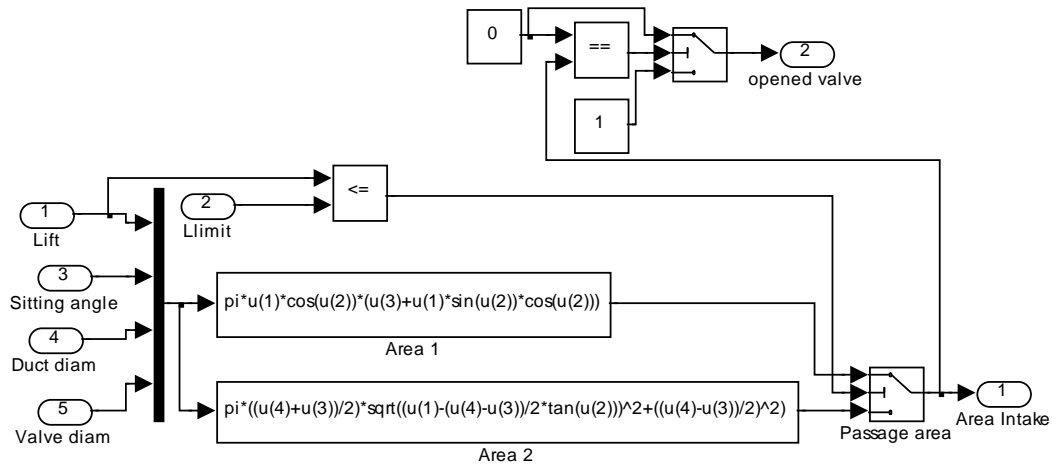 0
==
2
opened valve
1
<=
1
Lift
2
Llimit
3
Sitting angle
pi*u(1)*cos(u(2))*(u(3)+u(1)*sin(u(2))*cos(u(2)))
4
Duct diam
Area 1
5
Valve diam
pi*((u(4)+u(3))/2)*sqrt((u(1)-(u(4)-u(3))/2*tan(u(2)))^2+((u(4)-u(3))/2)^2)
Area 2
Passage area
1
Area Intake